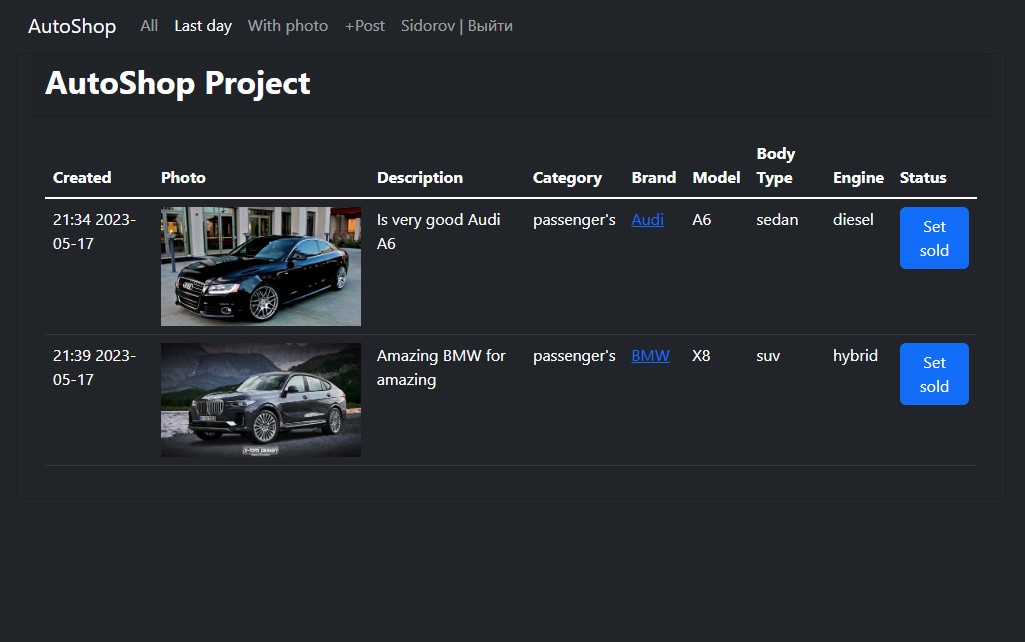 AutoShop All Last day With photo +Post Sidorov | Выйти
AutoShop Project
Created Photo Description Category Brand Model Body Type Engine Status
21:34 2023-
05-17
Is very good Audi
A6
passenger's
Audi
A6
sedan
diesel
Set
sold
21:39 2023-
05-17
X-TOMI DESIGN
Amazing BMW for
amazing
passenger's
BMW
X8
suv
hybrid
Set
sold